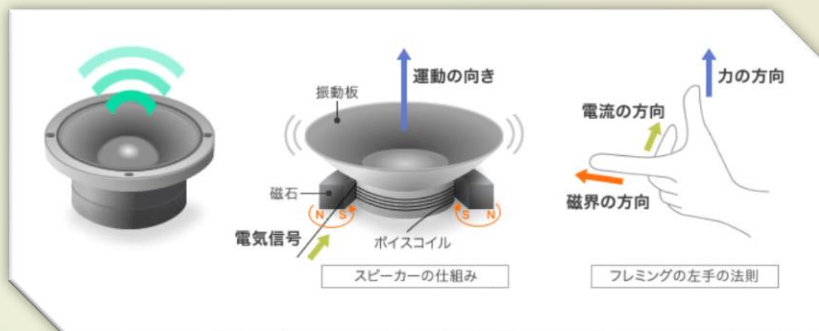 運動の向き
振動板
磁石
N S
S N
電気信号
ボイスコイル
スピーカーの仕組み
力の方向
電流の方向
磁界の方向
フレミングの左手の法則